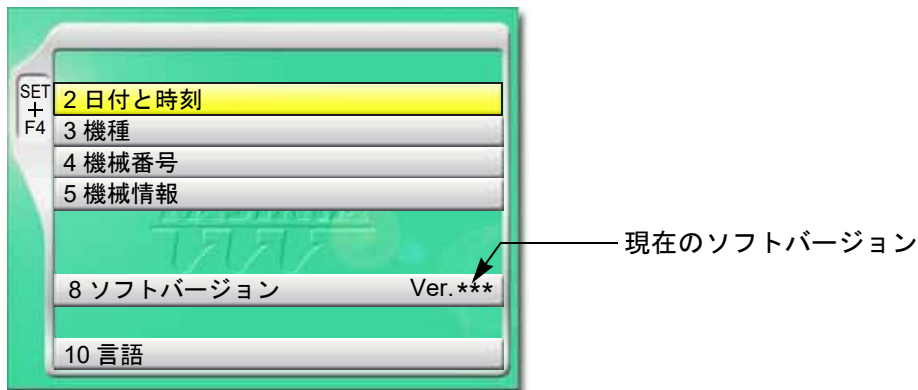 SET
+
F4
2 日付と時刻
3 機種
4 機械番号
5 機械情報
8 ソフトバージョン Ver.***
現在のソフトバージョン
10 言語